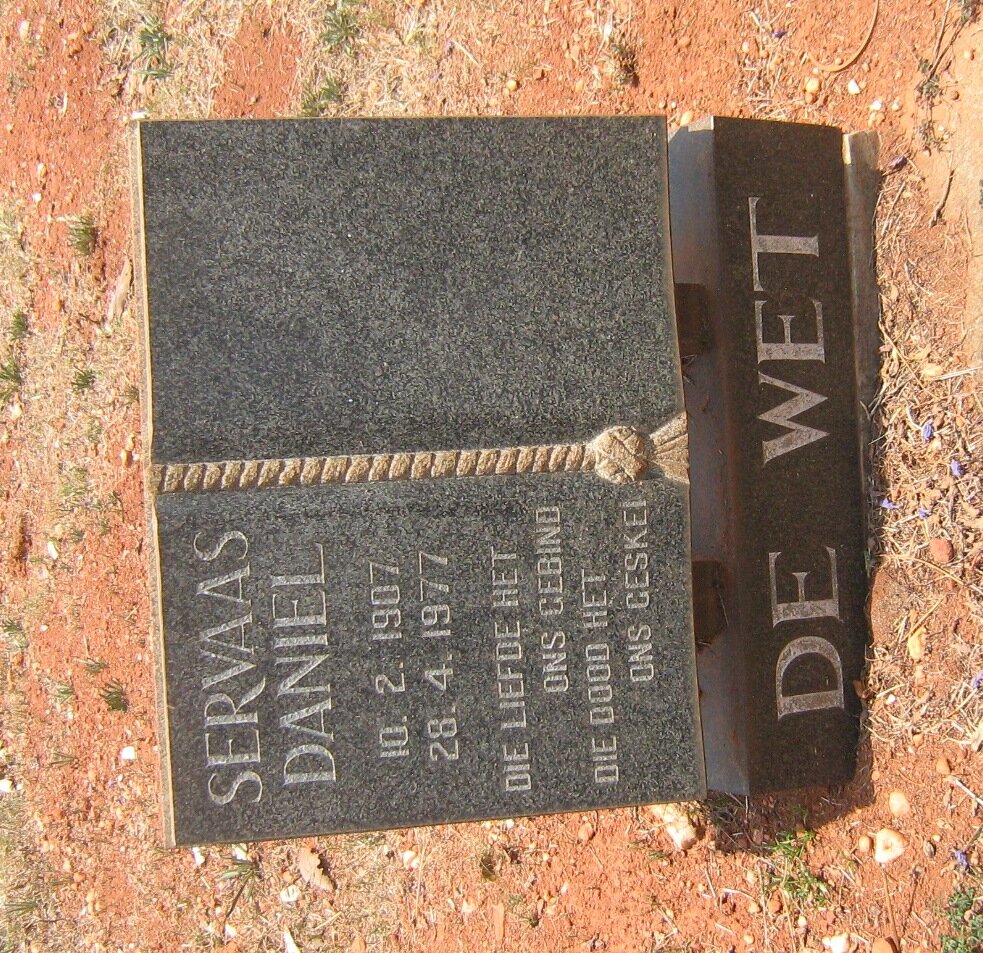 SERVAAS
DANIEL
10. 2. 1907
28. 4. 1977
DIE LIEFDE HET
ONS GEBIND
DIE DOOD HET
ONS GESKEI
DE WET